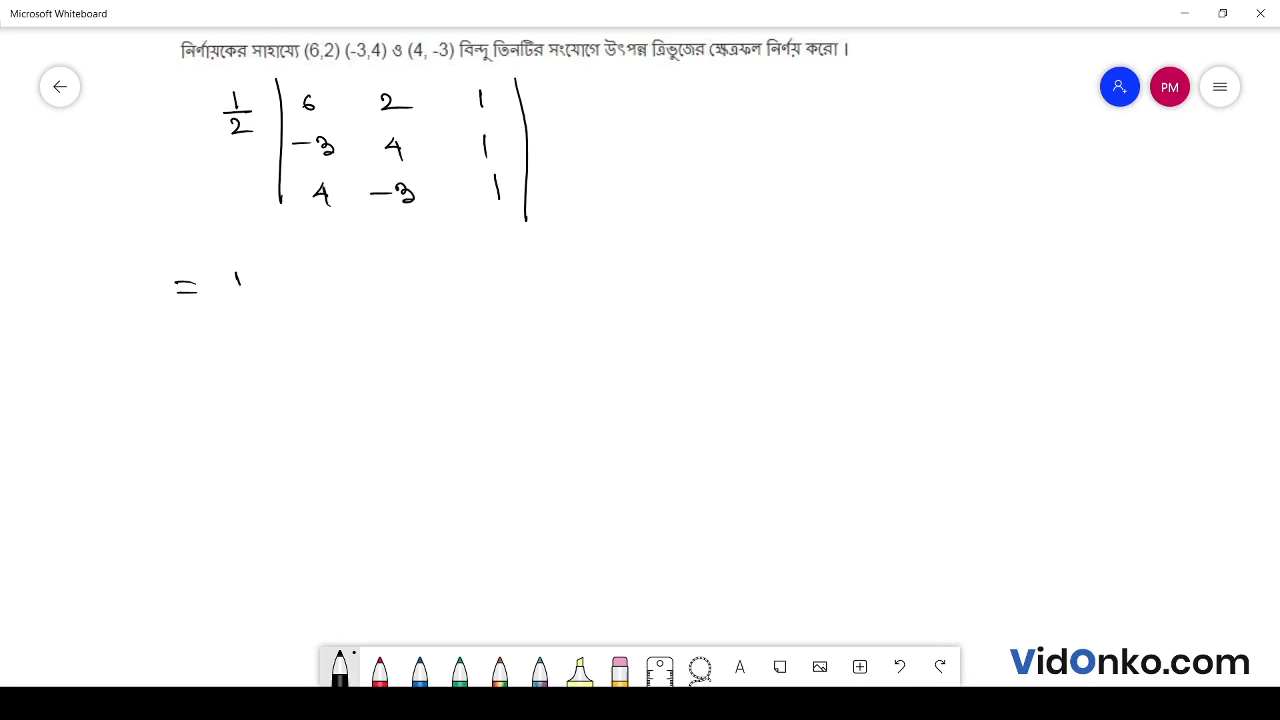 Microsoft Whiteboard
নির্ণায়কের সাহায্যে (6,2) (-3,4) ও (4, -3) বিন্দু তিনটির সংযোগে উৎপন্ন ত্রিভুজের ক্ষেত্রফল নির্ণয় করো ।
PM
1/2 | 6 2 1 |
| -3 4 1 |
| 4 -3 1 |
=
A
VidOnko.com